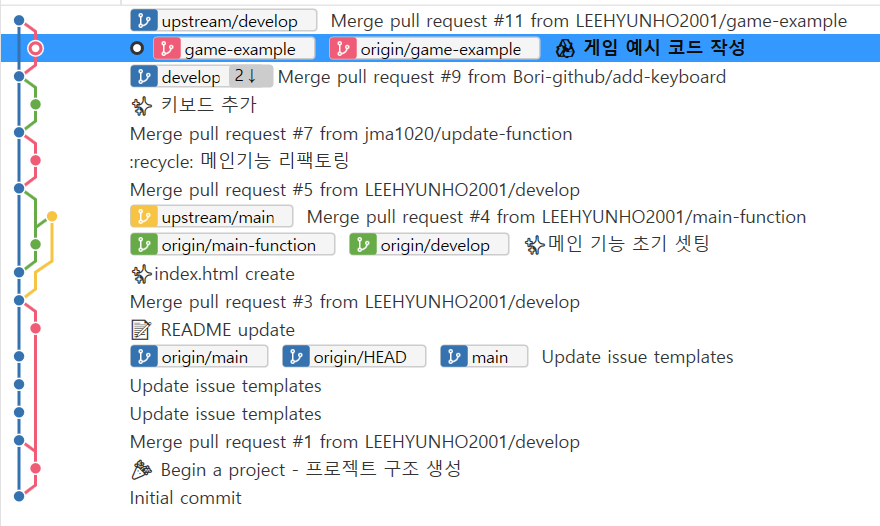 upstream/develop Merge pull request #11 from LEEHYUNHO2001/game-example
game-example origin/game-example 게임 예시 코드 작성
develop 2↓ Merge pull request #9 from Bori-github/add-keyboard
✨ 키보드 추가
Merge pull request #7 from jma1020/update-function
:recycle: 메인기능 리팩토링
Merge pull request #5 from LEEHYUNHO2001/develop
upstream/main Merge pull request #4 from LEEHYUNHO2001/main-function
origin/main-function origin/develop ✨메인 기능 초기 셋팅
✨index.html create
Merge pull request #3 from LEEHYUNHO2001/develop
📝 README update
origin/main origin/HEAD main Update issue templates
Update issue templates
Update issue templates
Merge pull request #1 from LEEHYUNHO2001/develop
🎉 Begin a project - 프로젝트 구조 생성
Initial commit